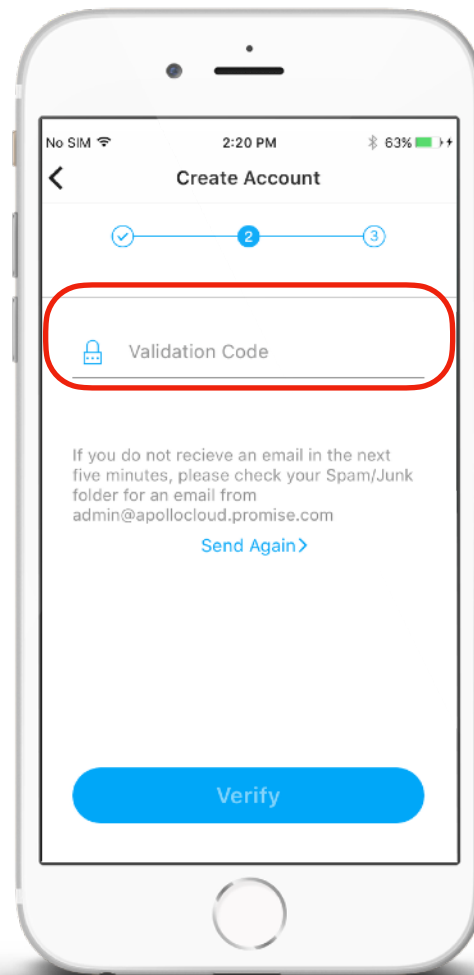 No SIM 2:20 PM 63%
Create Account
2 3
Validation Code
If you do not recieve an email in the next
five minutes, please check your Spam/Junk
folder for an email from
admin@apollocloud.promise.com
Send Again>
Verify